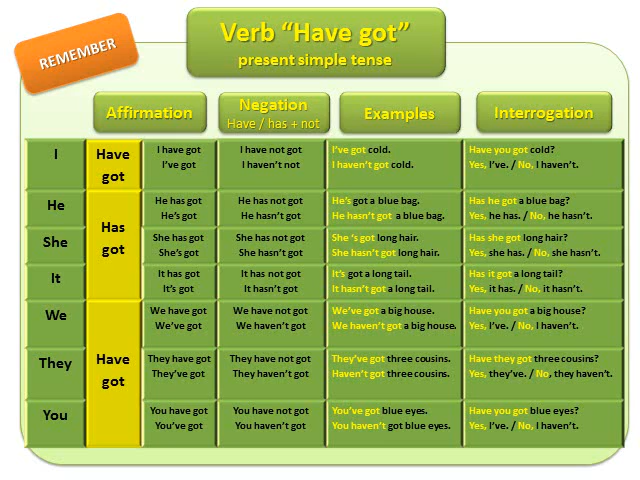 REMEMBER
Verb “Have got”
present simple tense
Affirmation
Negation
Have / has + not
Examples
Interrogation
I
Have
got
I have got
I’ve got
I have not got
I haven’t not
I’ve got cold.
I haven’t got cold.
Have you got cold?
Yes, I’ve. / No, I haven’t.
He
Has
got
He has got
He’s got
He has not got
He hasn’t got
He’s got a blue bag.
He hasn’t got a blue bag.
Has he got a blue bag?
Yes, he has. / No, he hasn’t.
She
She has got
She’s got
She has not got
She hasn’t got
She ‘s got long hair.
She hasn’t got long hair.
Has she got long hair?
Yes, she has. / No, she hasn’t.
It
It has got
It’s got
It has not got
It hasn’t got
It’s got a long tail.
It hasn’t got a long tail.
Has it got a long tail?
Yes, it has. / No, it hasn’t.
We
Have
got
We have got
We’ve got
We have not got
We haven’t got
We’ve got a big house.
We haven’t got a big house.
Have you got a big house?
Yes, I’ve. / No, I haven’t.
They
They have got
They’ve got
They have not got
They haven’t got
They’ve got three cousins.
Haven’t got three cousins.
Have they got three cousins?
Yes, they’ve. / No, they haven’t.
You
You have got
You’ve got
You have not got
You haven’t got
You’ve got blue eyes.
You haven’t got blue eyes.
Have you got blue eyes?
Yes, I’ve. / No, I haven’t.